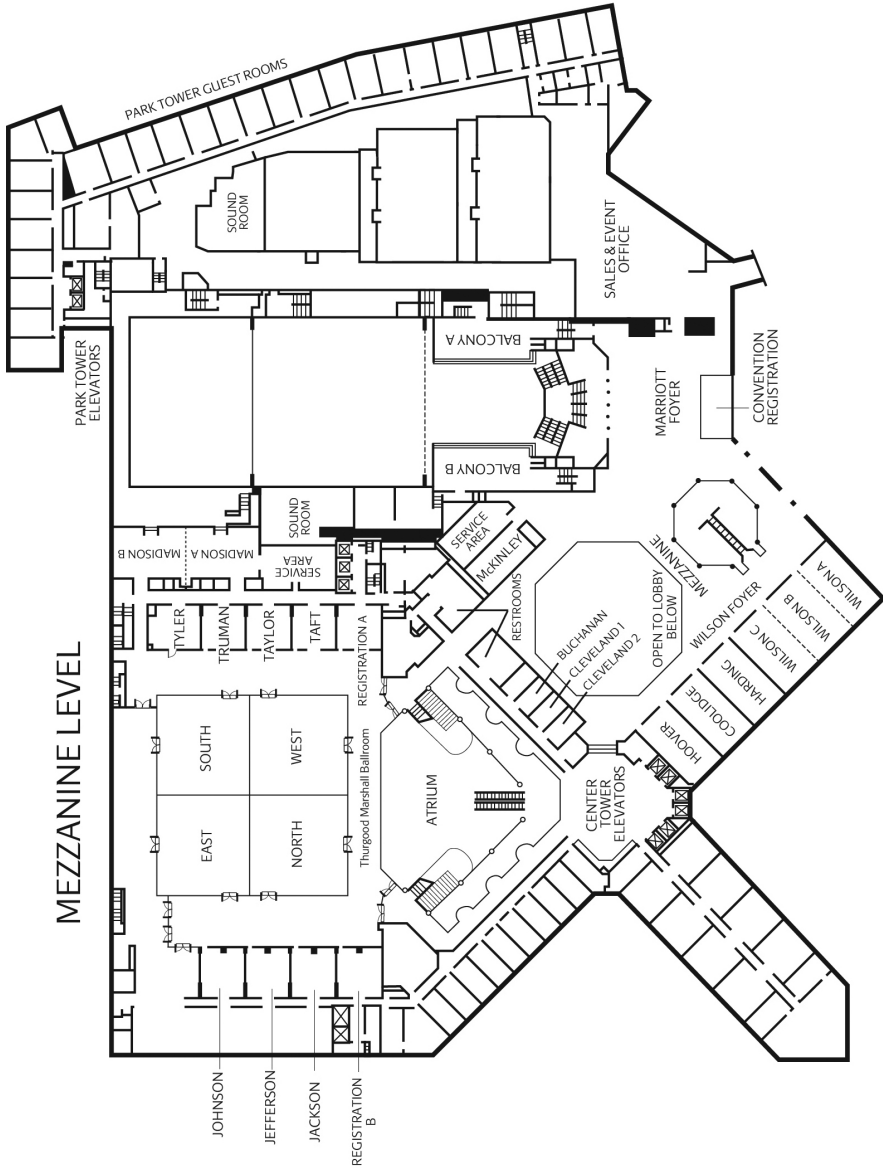 MEZZANINE LEVEL
PARK TOWER GUEST ROOMS
SOUND
ROOM
SALES & EVENT
OFFICE
PARK TOWER
ELEVATORS
BALCONY A
BALCONY B
MARRIOTT
FOYER
CONVENTION
REGISTRATION
SOUND
ROOM
MADISON B
MADISON A
SERVICE
AREA
SERVICE
AREA
McKINLEY
RESTROOMS
MEZZANINE
TYLER
TRUMAN
TAYLOR
TAFT
REGISTRATION A
BUCHANAN
CLEVELAND 1
CLEVELAND 2
OPEN TO LOBBY
BELOW
WILSON FOYER
WILSON A
WILSON B
WILSON C
HARDING
COOLIDGE
HOOVER
SOUTH
WEST
EAST
NORTH
Thurgood Marshall Ballroom
ATRIUM
CENTER
TOWER
ELEVATORS
JOHNSON
JEFFERSON
JACKSON
REGISTRATION
B